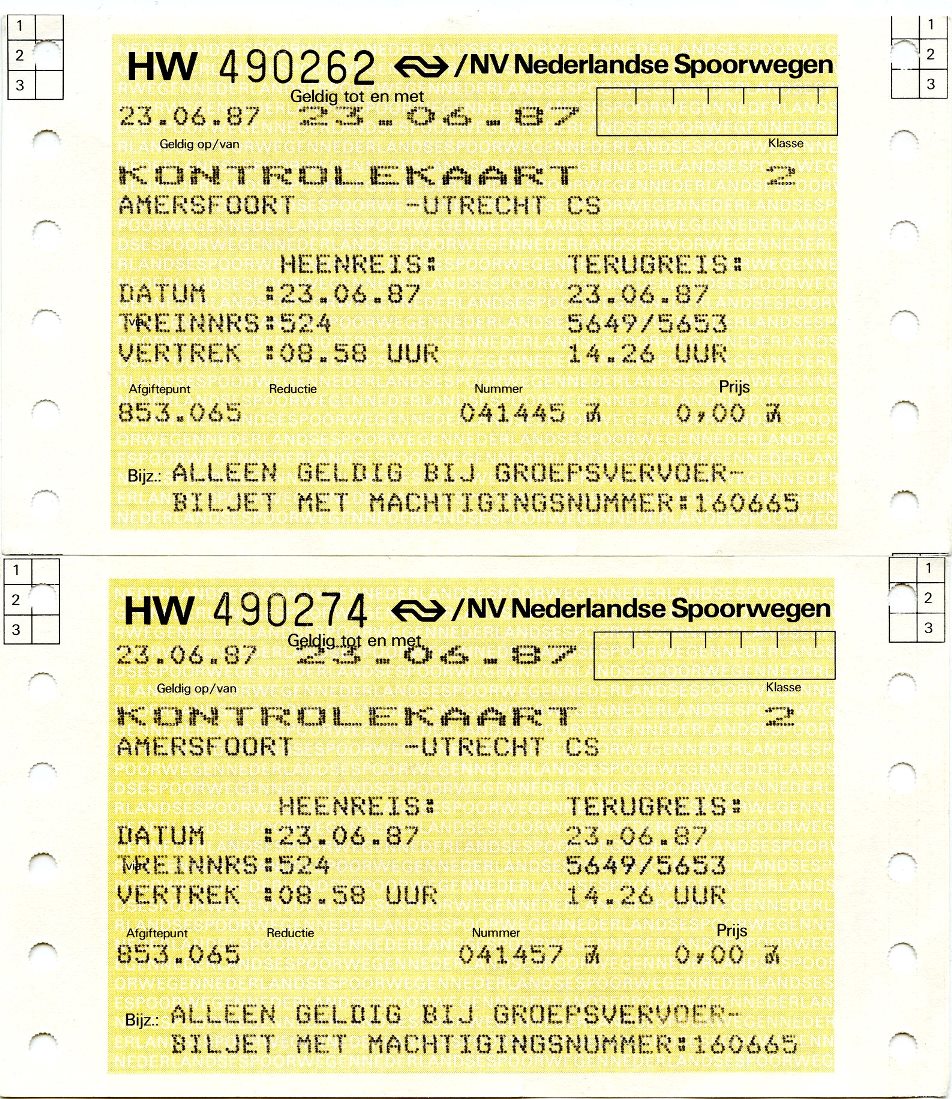 1 1
2 2
3 3
HW 490262 /NV Nederlandse Spoorwegen
Geldig tot en met
23.06.87 23.06.87
Geldig op/van Klasse
KONTROLEKAART 2
AMERSFOORT -UTRECHT CS
HEENREIS: TERUGREIS:
DATUM :23.06.87 23.06.87
TREINNRS:524 5649/5653
VERTREK :08.58 UUR 14.26 UUR
Afgiftepunt Reductie Nummer Prijs
853.065 041445 0,00
Bijz.: ALLEEN GELDIG BIJ GROEPSVERVOER-
BILJET MET MACHTIGINGSNUMMER:160665
1 1
2 2
3 3
HW 490274 /NV Nederlandse Spoorwegen
Geldig tot en met
23.06.87 23.06.87
Geldig op/van Klasse
KONTROLEKAART 2
AMERSFOORT -UTRECHT CS
HEENREIS: TERUGREIS:
DATUM :23.06.87 23.06.87
TREINNRS:524 5649/5653
VERTREK :08.58 UUR 14.26 UUR
Afgiftepunt Reductie Nummer Prijs
853.065 041457 0,00
Bijz.: ALLEEN GELDIG BIJ GROEPSVERVOER-
BILJET MET MACHTIGINGSNUMMER:160665